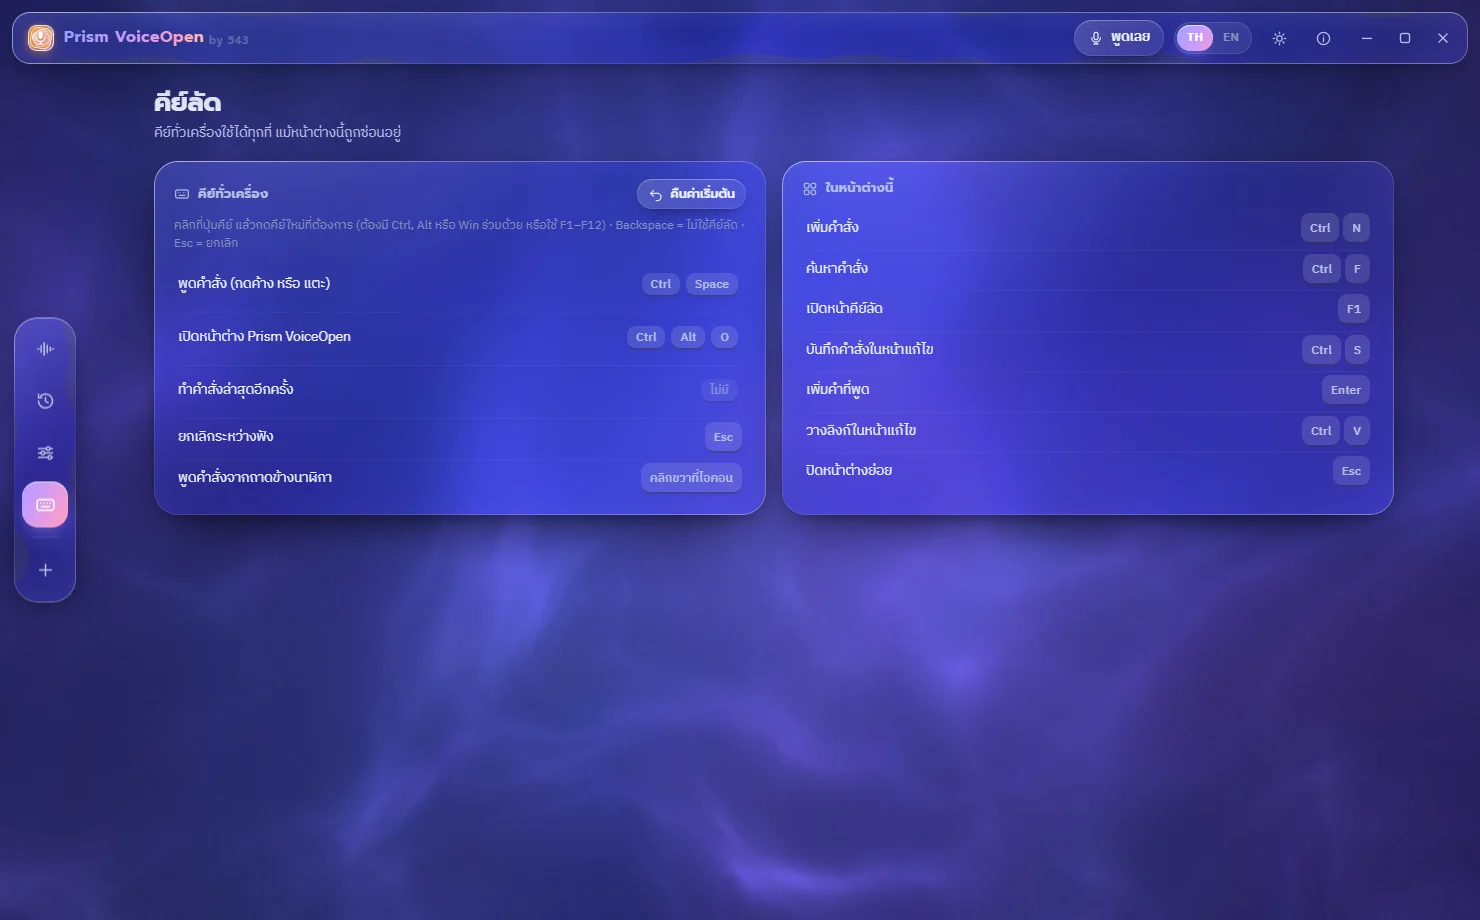 Prism VoiceOpen by 543
พูดเลย
TH EN
คีย์ลัด
คีย์ทั่วเครื่องใช้ได้ทุกที่ แม้หน้าต่างนี้ถูกซ่อนอยู่
คีย์ทั่วเครื่อง
คืนค่าเริ่มต้น
คลิกที่ปุ่มคีย์ แล้วกดคีย์ใหม่ที่ต้องการ (ต้องมี Ctrl, Alt หรือ Win ร่วมด้วย หรือใช้ F1–F12) · Backspace = ไม่ใช้คีย์ลัด ·
Esc = ยกเลิก
พูดคำสั่ง (กดค้าง หรือ แตะ) Ctrl Space
เปิดหน้าต่าง Prism VoiceOpen Ctrl Alt O
ทำคำสั่งล่าสุดอีกครั้ง ไม่มี
ยกเลิกระหว่างฟัง Esc
พูดคำสั่งจากถาดข้างนาฬิกา คลิกขวาที่ไอคอน
ในหน้าต่างนี้
เพิ่มคำสั่ง Ctrl N
ค้นหาคำสั่ง Ctrl F
เปิดหน้าคีย์ลัด F1
บันทึกคำสั่งในหน้าแก้ไข Ctrl S
เพิ่มคำที่พูด Enter
วางลิงก์ในหน้าแก้ไข Ctrl V
ปิดหน้าต่างย่อย Esc